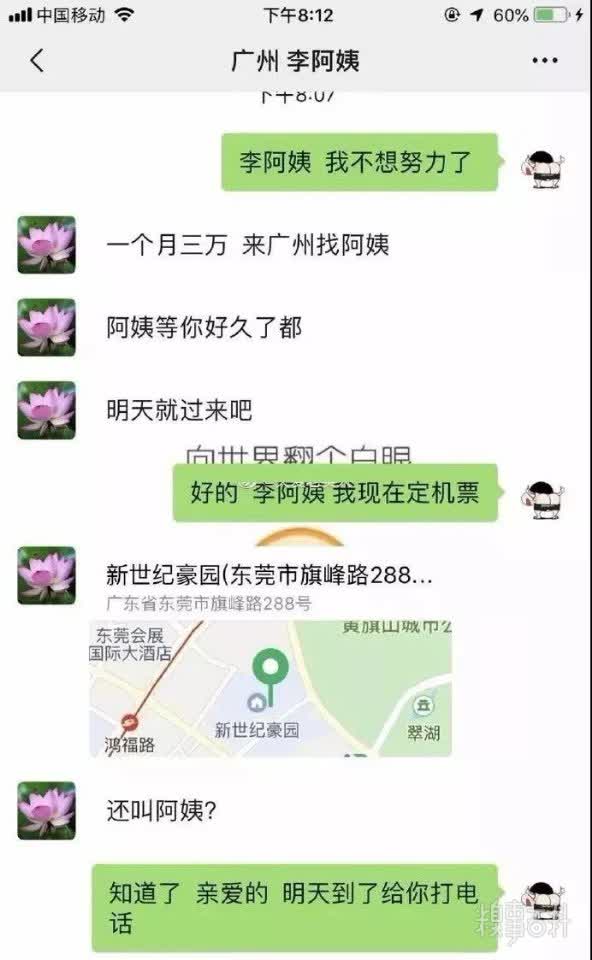 中国移动
下午8:12
60%
广州 李阿姨
下午8:07
李阿姨 我不想努力了
一个月三万 来广州找阿姨
阿姨等你好久了都
明天就过来吧
向世界翻个白眼
好的 李阿姨 我现在定机票
新世纪豪园(东莞市旗峰路288...
广东省东莞市旗峰路288号
东莞会展
国际大酒店
黄旗山城市公
新世纪豪园
翠湖
鸿福路
还叫阿姨?
知道了 亲爱的 明天到了给你打电
话
糗事百科